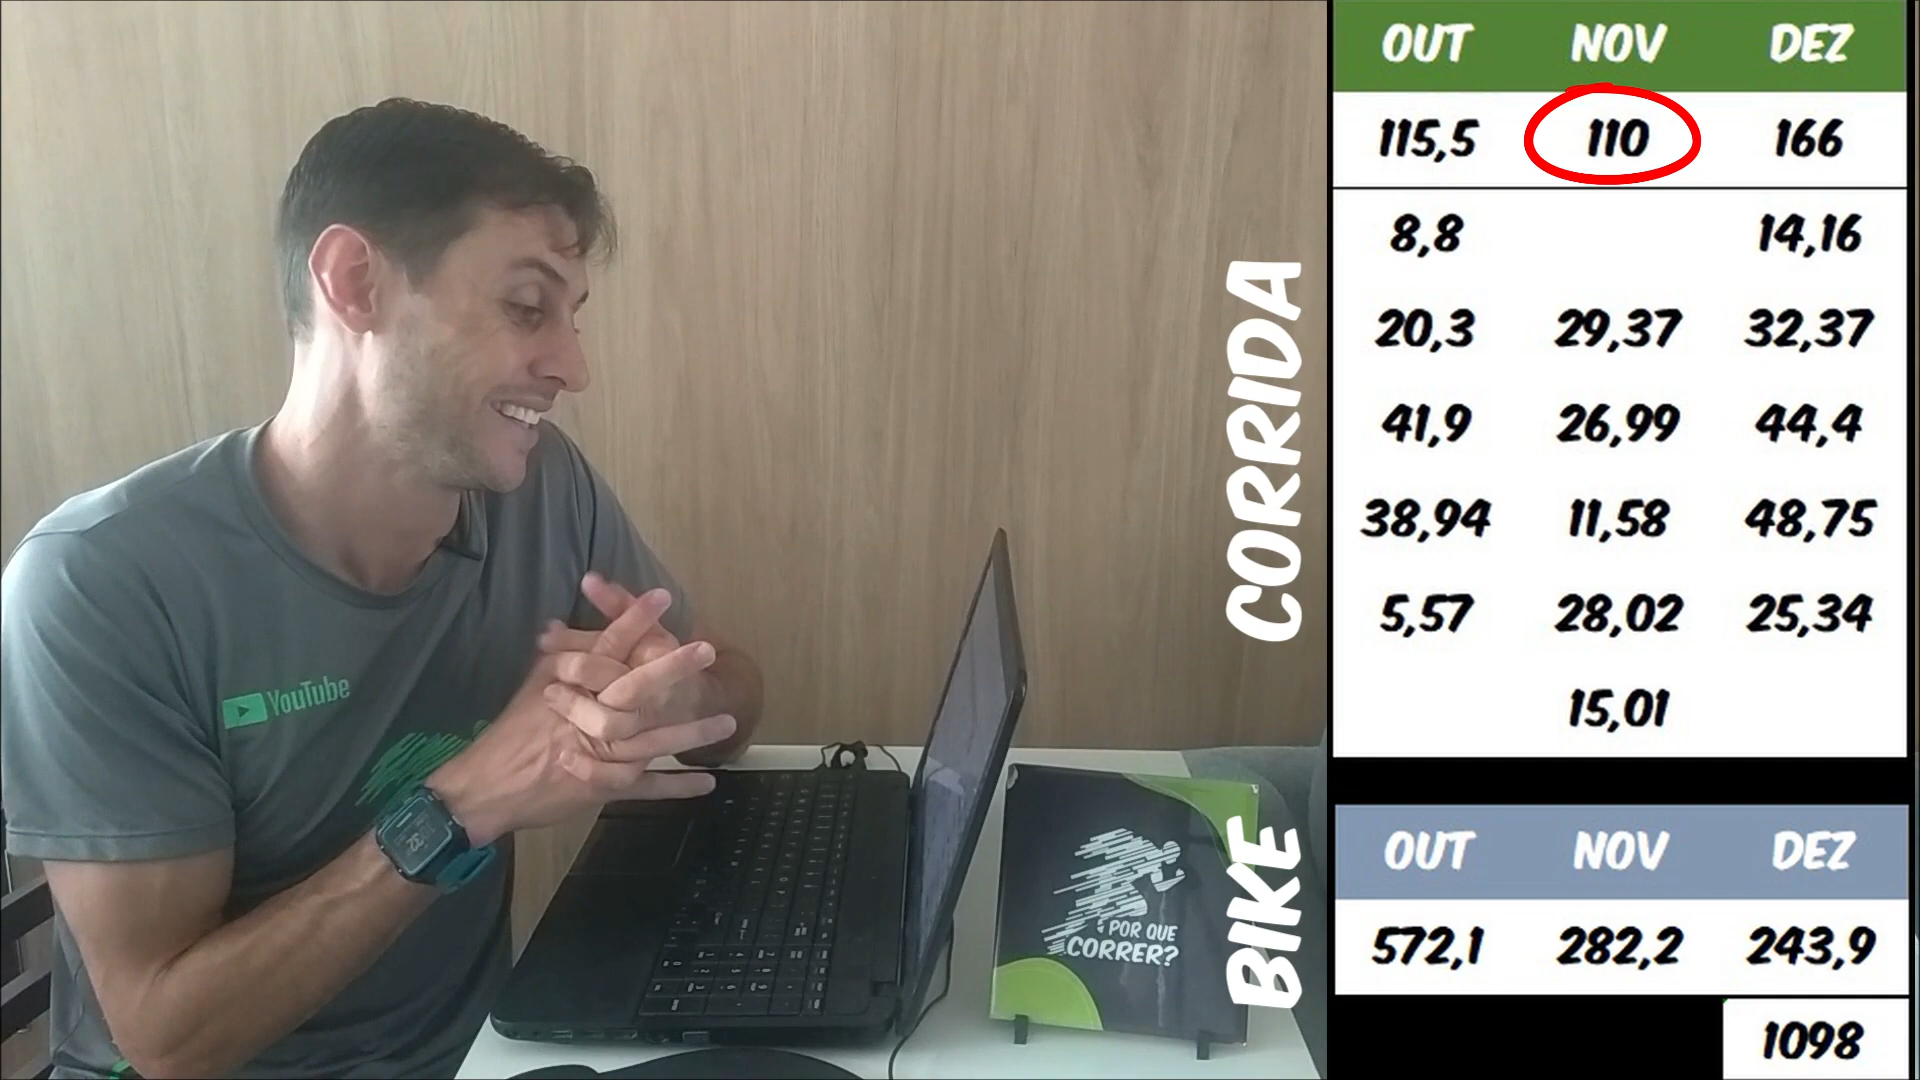 OUT NOV DEZ
115,5 110 166
8,8 14,16
20,3 29,37 32,37
41,9 26,99 44,4
38,94 11,58 48,75
5,57 28,02 25,34
15,01
CORRIDA
OUT NOV DEZ
572,1 282,2 243,9
1098
BIKE
YouTube
POR QUE
CORRER?